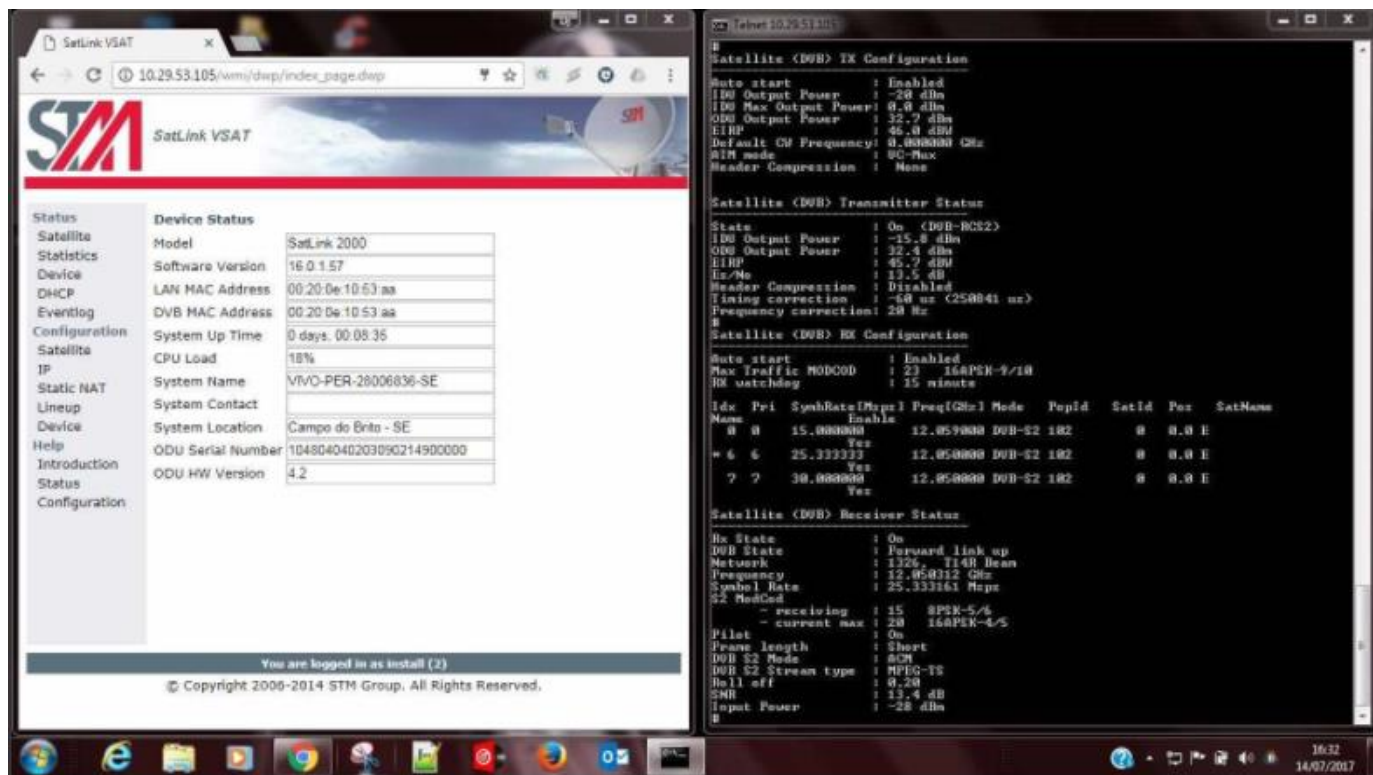 SatLink VSAT
10.29.53.105/wmi/dwp/index_page.dwp
STM
SatLink VSAT
STM
Status
Satellite
Statistics
Device
DHCP
Eventlog
Configuration
Satellite
IP
Static NAT
Lineup
Device
Help
Introduction
Status
Configuration
Device Status
Model SatLink 2000
Software Version 16.0.1.57
LAN MAC Address 00:20:0e:10:53:aa
DVB MAC Address 00:20:0e:10:53:aa
System Up Time 0 days, 00:08:35
CPU Load 18%
System Name VIVO-PER-28006836-SE
System Contact
System Location Campo do Brito - SE
ODU Serial Number 104804040203090214900000
ODU HW Version 4.2
You are logged in as install (2)
© Copyright 2006-2014 STM Group. All Rights Reserved.
Telnet 10.29.53.105
#
Satellite (DVB) TX Configuration
Auto start : Enabled
IDU Output Power : -20 dBm
IDU Max Output Power: 0.0 dBm
ODU Output Power : 32.7 dBm
EIRP : 46.0 dBW
Default CW Frequency: 0.000000 GHz
AIM mode : VC-Mux
Header Compression : None
Satellite (DVB) Transmitter Status
State : On (DVB-RCS2)
IDU Output Power : -15.8 dBm
ODU Output Power : 32.4 dBm
EIRP : 45.7 dBW
Es/No : 13.5 dB
Header Compression : Disabled
Timing correction : -60 us (250841 us)
Frequency correction: 20 Hz
#
Satellite (DVB) RX Configuration
Auto start : Enabled
Max Traffic MODCOD : 23 16APSK-9/10
RX watchdog : 15 minute
Idx Pri SymbRate[Msps] Freq[GHz] Mode PopId SatId Pos SatName
Name Enable
0 0 15.000000 12.059000 DVB-S2 102 0 0.0 E
Yes
* 6 6 25.333333 12.050000 DVB-S2 102 0 0.0 E
Yes
7 7 30.000000 12.050000 DVB-S2 102 0 0.0 E
Yes
Satellite (DVB) Receiver Status
Rx State : On
DVB State : Forward link up
Network : 1326, T14R Beam
Frequency : 12.050312 GHz
Symbol Rate : 25.333161 Msps
S2 ModCod
- receiving : 15 8PSK-5/6
- current max : 20 16APSK-4/5
Pilot : On
Frame length : Short
DVB S2 Mode : ACM
DVB S2 Stream type : MPEG-TS
Roll off : 0.20
SNR : 13.4 dB
Input Power : -28 dBm
#
16:32
14/07/2017